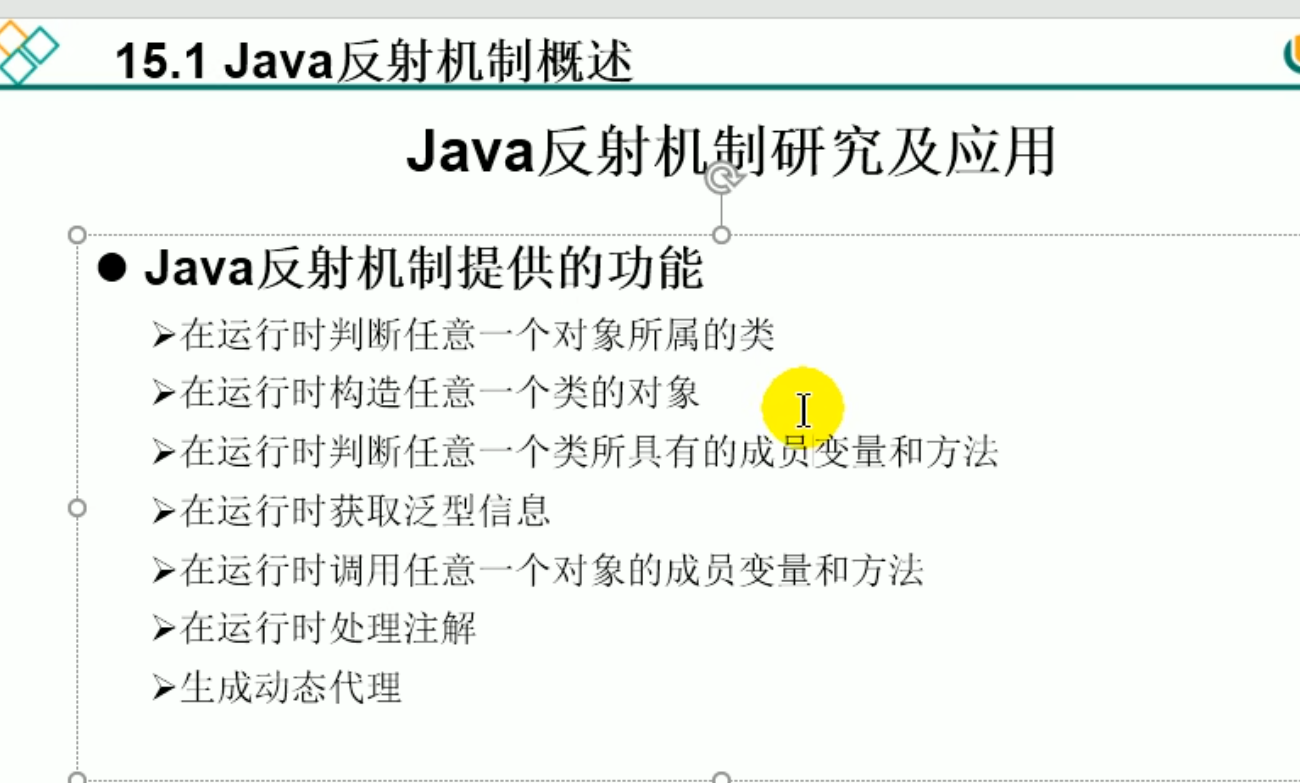 15.1 Java反射机制概述
Java反射机制研究及应用
● Java反射机制提供的功能
➢在运行时判断任意一个对象所属的类
➢在运行时构造任意一个类的对象
➢在运行时判断任意一个类所具有的成员变量和方法
➢在运行时获取泛型信息
➢在运行时调用任意一个对象的成员变量和方法
➢在运行时处理注解
➢生成动态代理